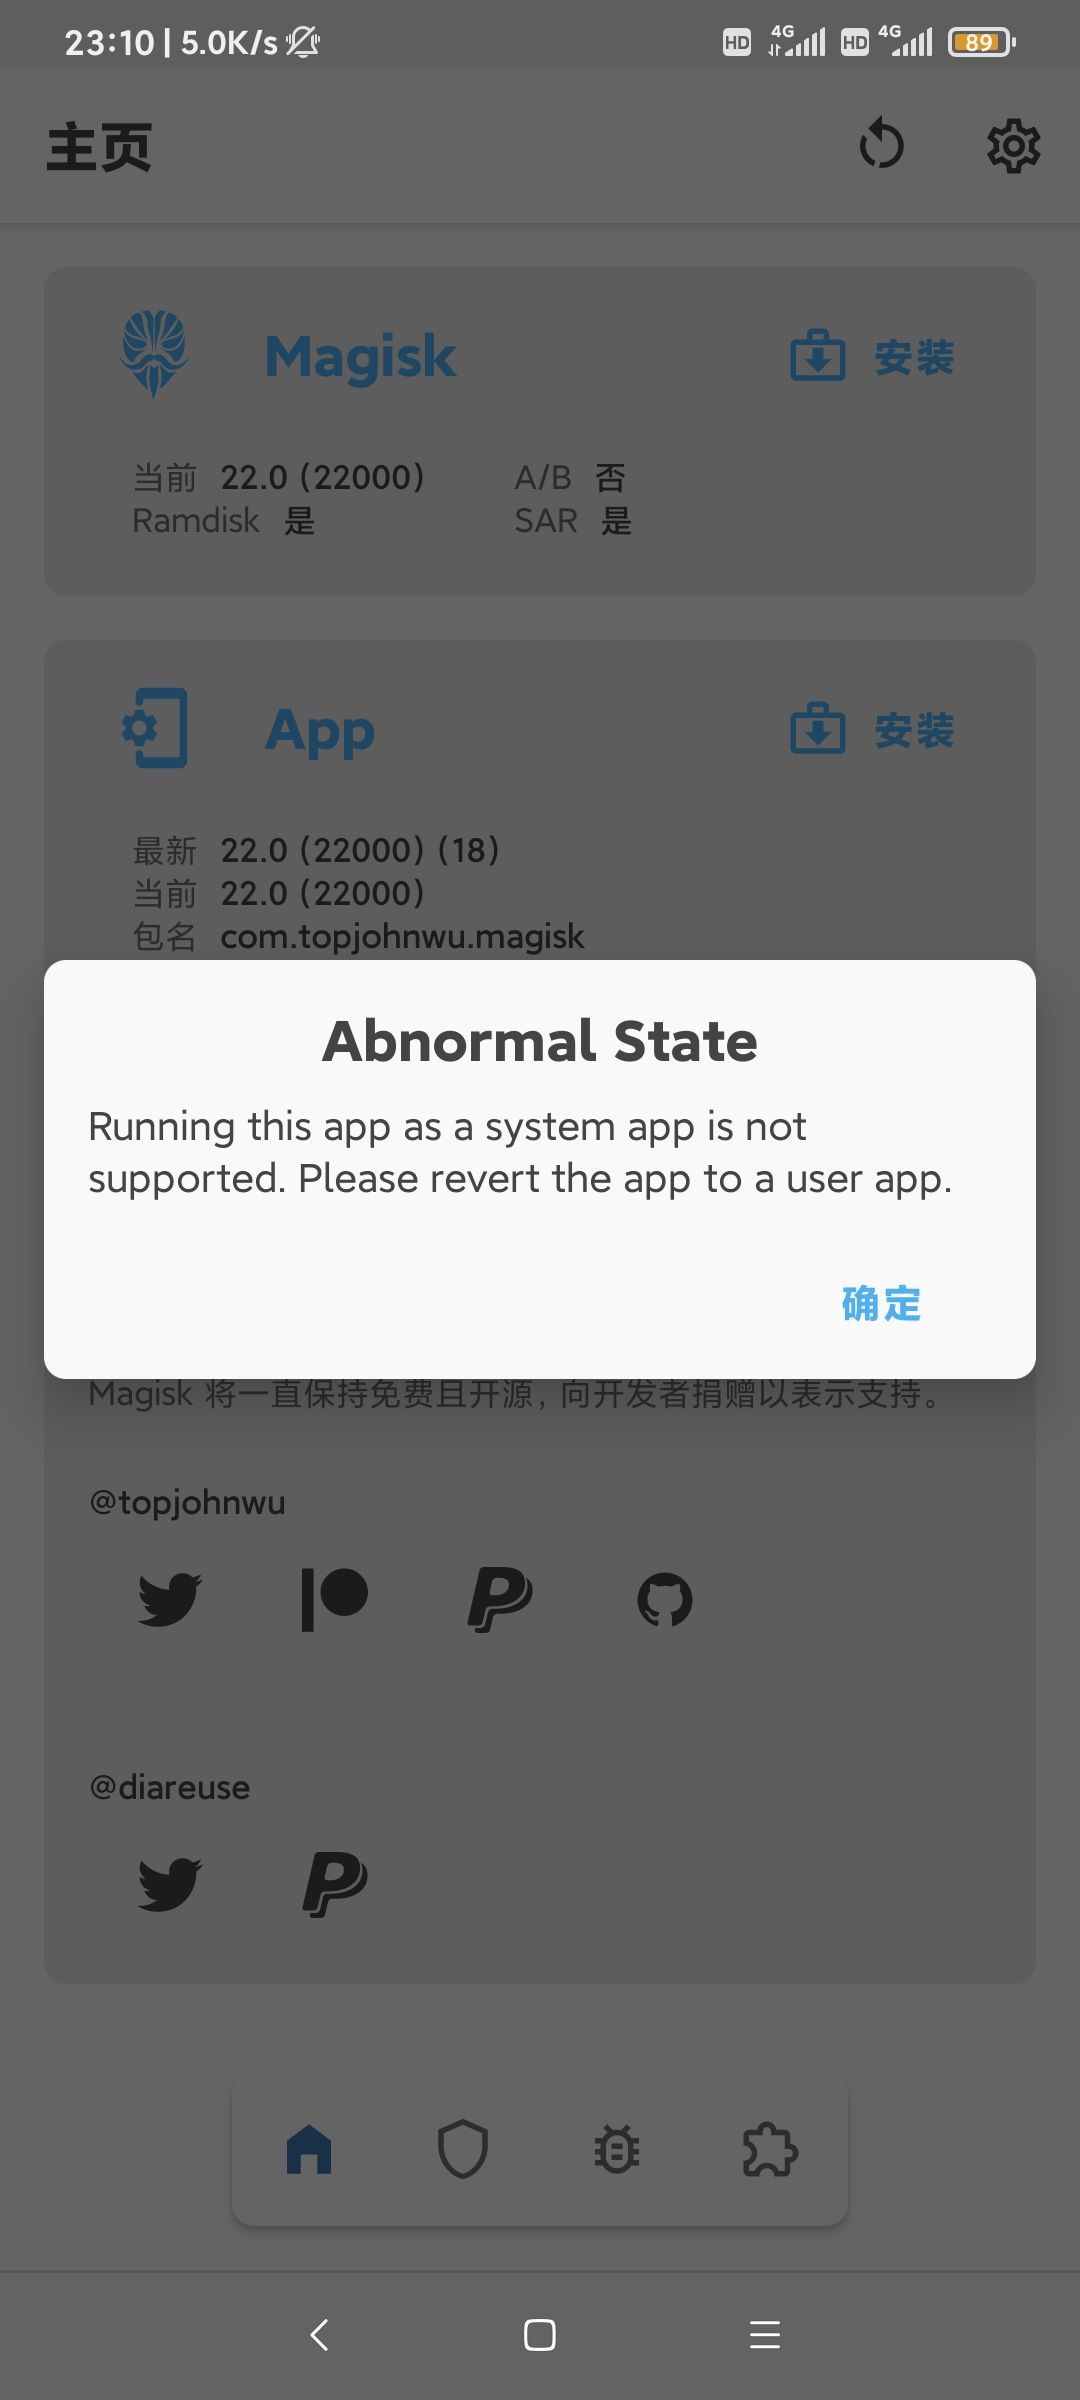 23:10 | 5.0K/s HD 4G HD 4G 89
主页
Magisk 安装
当前 22.0 (22000) A/B 否
Ramdisk 是 SAR 是
App 安装
最新 22.0 (22000) (18)
当前 22.0 (22000)
包名 com.topjohnwu.magisk
Abnormal State
Running this app as a system app is not
supported. Please revert the app to a user app.
确定
Magisk 将一直保持免费且开源，向开发者捐赠以表示支持。
@topjohnwu
@diareuse